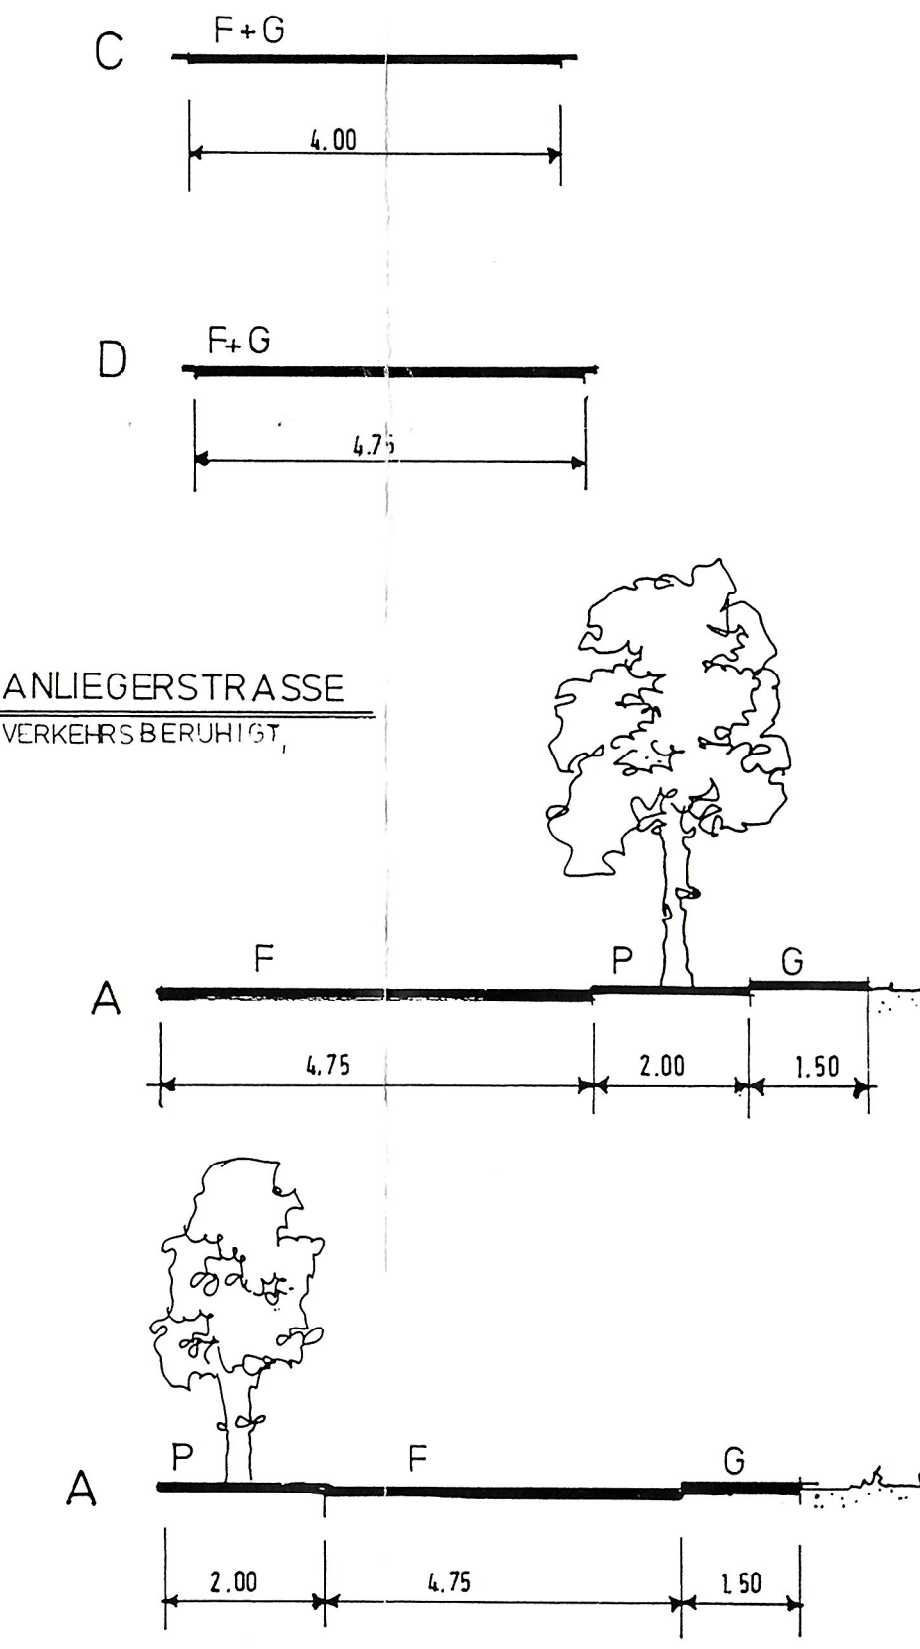 F+G
C
4.00
F+G
D
4.75
ANLIEGERSTRASSE
VERKEHRSBERUHIGT,
F P G
A
4.75 2.00 1.50
P F G
A
2.00 4.75 1.50